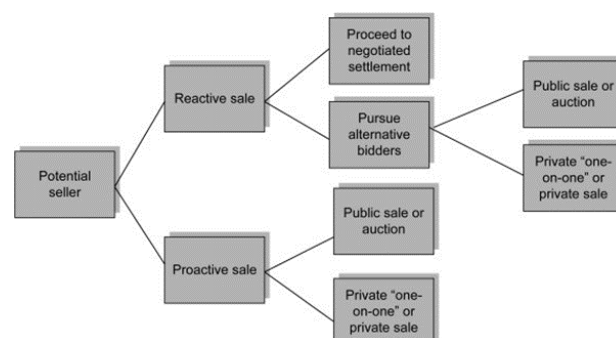 Proceed to
negotiated
settlement
Reactive sale
Public sale or
auction
Pursue
alternative
bidders
Private “one-
on-one” or
private sale
Potential
seller
Public sale or
auction
Proactive sale
Private “one-
on-one” or
private sale